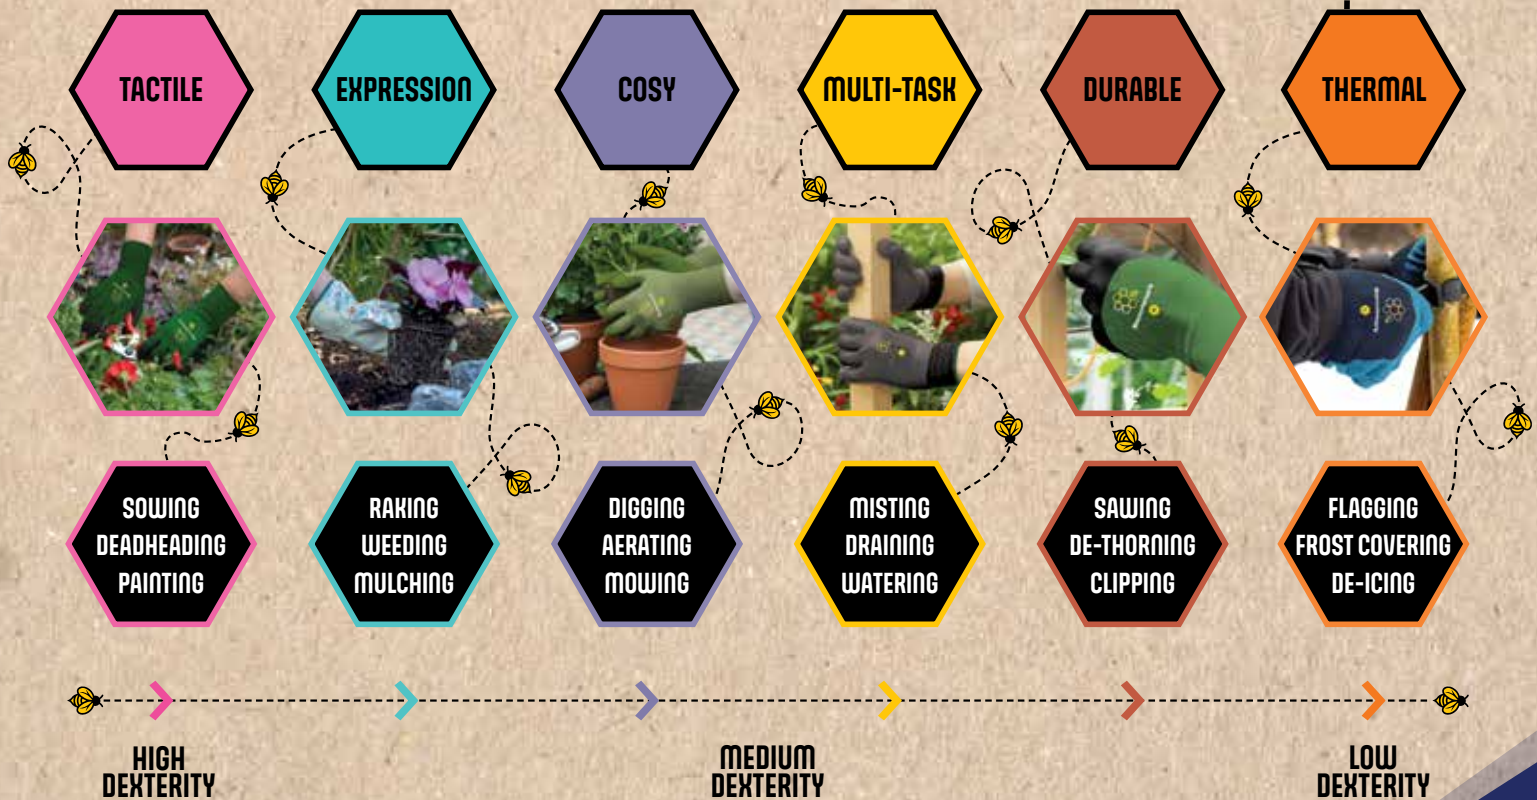 TACTILE
EXPRESSION
COSY
MULTI-TASK
DURABLE
THERMAL
SOWING
DEADHEADING
PAINTING
RAKING
WEEDING
MULCHING
DIGGING
AERATING
MOWING
MISTING
DRAINING
WATERING
SAWING
DE-THORNING
CLIPPING
FLAGGING
FROST COVERING
DE-ICING
HIGH
DEXTERITY
MEDIUM
DEXTERITY
LOW
DEXTERITY